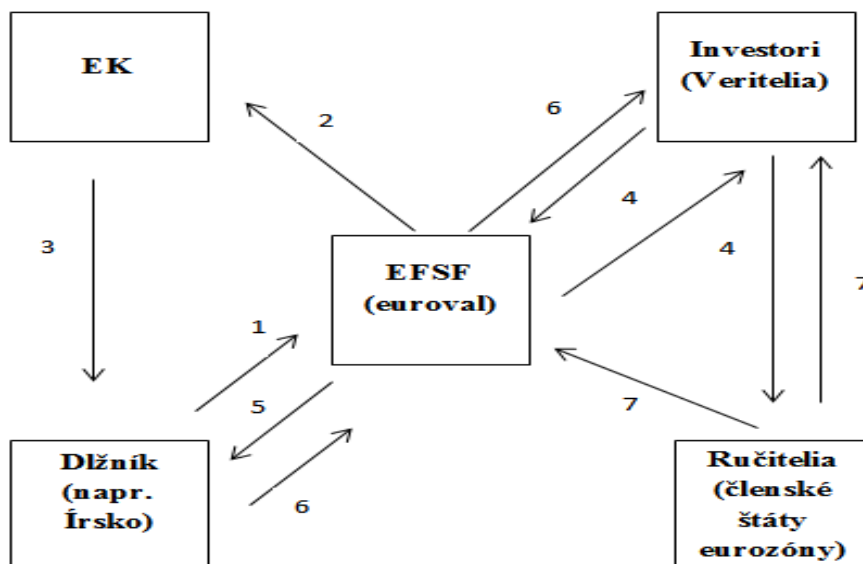 EK
Investori
(Veritelia)
2
6
3
4
4
7
EFSF
(euroval)
1
5
7
6
Dlžník
(napr.
Írsko)
Ručitelia
(členské
štáty
eurozóny)